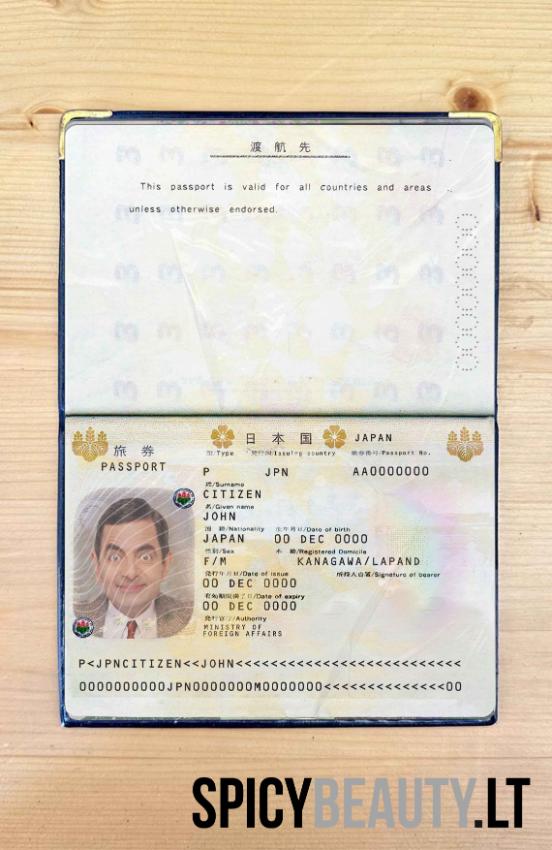 渡航先
This passport is valid for all countries and areas
unless otherwise endorsed.
旅券
PASSPORT
日本国 JAPAN
型/Type 発行国/Issuing country 旅券番号/Passport No.
P JPN AA0000000
姓/Surname
CITIZEN
名/Given name
JOHN
国籍/Nationality 生年月日/Date of birth
JAPAN 00 DEC 0000
性別/Sex 本籍/Registered Domicile
F/M KANAGAWA/LAPAND
発行年月日/Date of issue 所持人自署/Signature of bearer
00 DEC 0000
有効期間満了日/Date of expiry
00 DEC 0000
発行官庁/Authority
MINISTRY OF
FOREIGN AFFAIRS
P<JPNCITIZEN<<JOHN<<<<<<<<<<<<<<<<<<<<<<<<<<
0000000000JPN0000000M0000000<<<<<<<<<<<<<<00
SPICYBEAUTY.LT